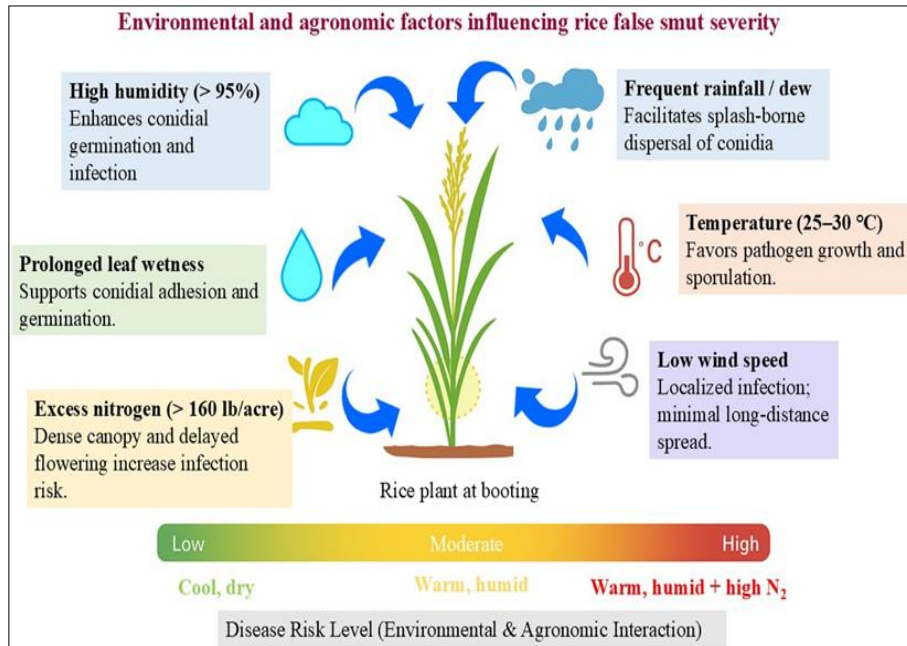 Environmental and agronomic factors influencing rice false smut severity
High humidity (> 95%)
Enhances conidial
germination and
infection
Frequent rainfall / dew
Facilitates splash-borne
dispersal of conidia
Prolonged leaf wetness
Supports conidial adhesion and
germination.
°C
Temperature (25–30 °C)
Favors pathogen growth and
sporulation.
Excess nitrogen (> 160 lb/acre)
Dense canopy and delayed
flowering increase infection
risk.
Low wind speed
Localized infection;
minimal long-distance
spread.
Rice plant at booting
Low Moderate High
Cool, dry Warm, humid Warm, humid + high N₂
Disease Risk Level (Environmental & Agronomic Interaction)